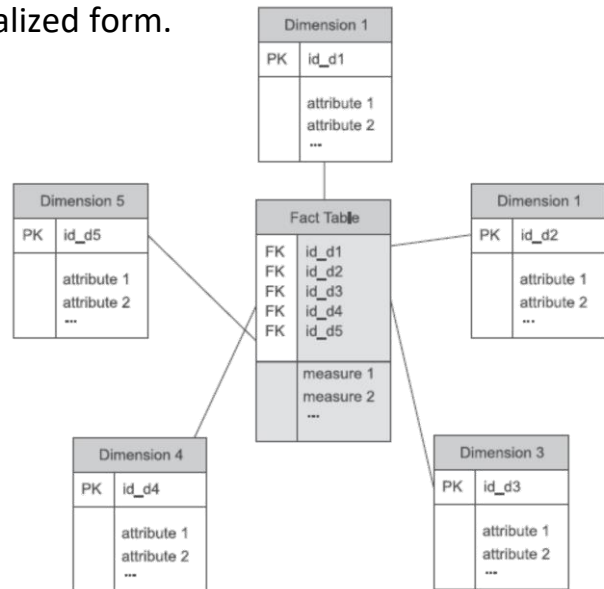 alized form.
Dimension 1
PK id_d1
attribute 1
attribute 2
...
Dimension 5
PK id_d5
attribute 1
attribute 2
...
Fact Table
FK id_d1
FK id_d2
FK id_d3
FK id_d4
FK id_d5
measure 1
measure 2
...
Dimension 1
PK id_d2
attribute 1
attribute 2
...
Dimension 4
PK id_d4
attribute 1
attribute 2
...
Dimension 3
PK id_d3
attribute 1
attribute 2
...